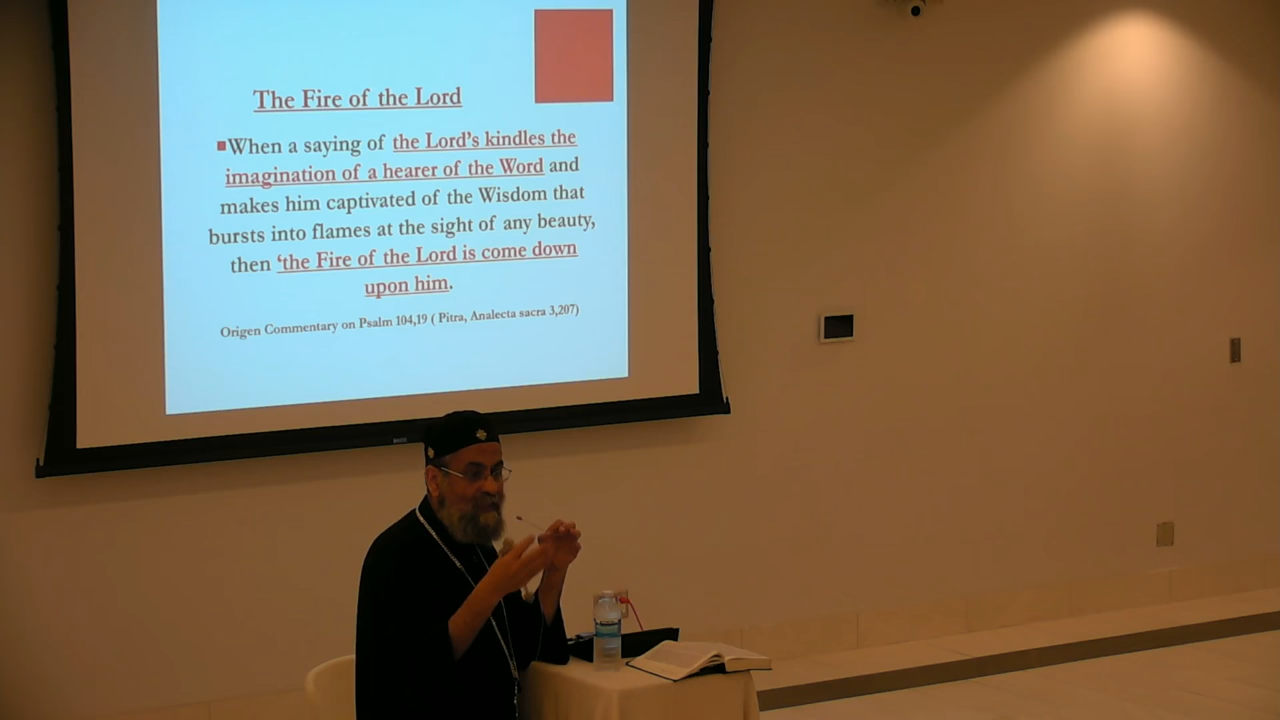 The Fire of the Lord
When a saying of the Lord's kindles the
imagination of a hearer of the Word and
makes him captivated of the Wisdom that
bursts into flames at the sight of any beauty,
then 'the Fire of the Lord is come down
upon him.
Origen Commentary on Psalm 104,19 ( Pitra, Analecta sacra 3,207)